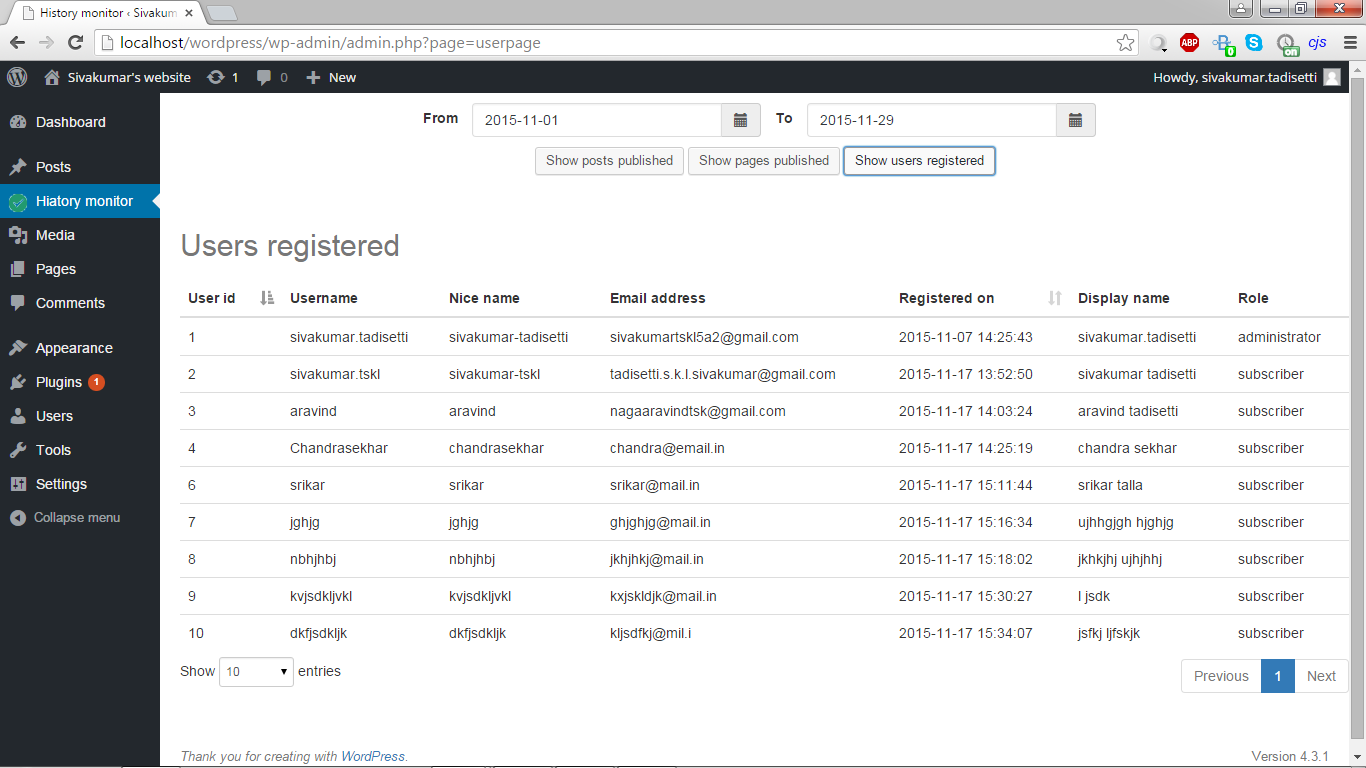 History monitor ‹ Sivakum
localhost/wordpress/wp-admin/admin.php?page=userpage
ABP 0 on cjs
Sivakumar's website 1 0 New Howdy, sivakumar.tadisetti
Dashboard
Posts
Hiatory monitor
Media
Pages
Comments
Appearance
Plugins 1
Users
Tools
Settings
Collapse menu
From 2015-11-01 To 2015-11-29
Show posts published Show pages published Show users registered
Users registered
User id Username Nice name Email address Registered on Display name Role
1 sivakumar.tadisetti sivakumar-tadisetti sivakumartskl5a2@gmail.com 2015-11-07 14:25:43 sivakumar.tadisetti administrator
2 sivakumar.tskl sivakumar-tskl tadisetti.s.k.l.sivakumar@gmail.com 2015-11-17 13:52:50 sivakumar tadisetti subscriber
3 aravind aravind nagaaravindtsk@gmail.com 2015-11-17 14:03:24 aravind tadisetti subscriber
4 Chandrasekhar chandrasekhar chandra@email.in 2015-11-17 14:25:19 chandra sekhar subscriber
6 srikar srikar srikar@mail.in 2015-11-17 15:11:44 srikar talla subscriber
7 jghjg jghjg ghjghjg@mail.in 2015-11-17 15:16:34 ujhhgjgh hjghjg subscriber
8 nbhjhbj nbhjhbj jkhjhkj@mail.in 2015-11-17 15:18:02 jkhkjhj ujhjhhj subscriber
9 kvjsdkljvkl kvjsdkljvkl kxjskldjk@mail.in 2015-11-17 15:30:27 l jsdk subscriber
10 dkfjsdkljk dkfjsdkljk kljsdfkj@mil.i 2015-11-17 15:34:07 jsfkj ljfskjk subscriber
Show 10 entries Previous 1 Next
Thank you for creating with WordPress. Version 4.3.1